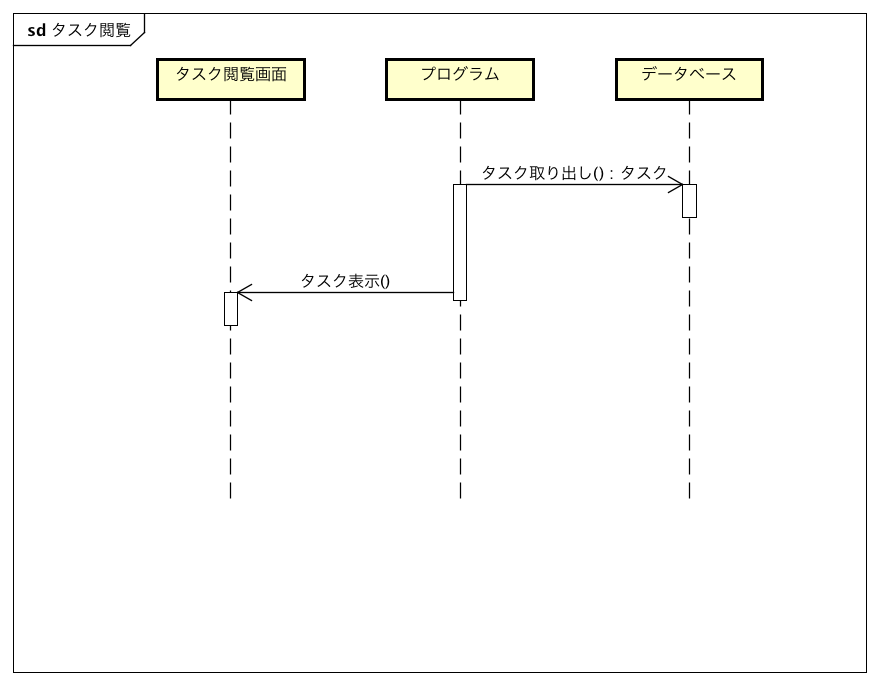 sd タスク閲覧
タスク閲覧画面
プログラム
データベース
タスク取り出し() : タスク
タスク表示()